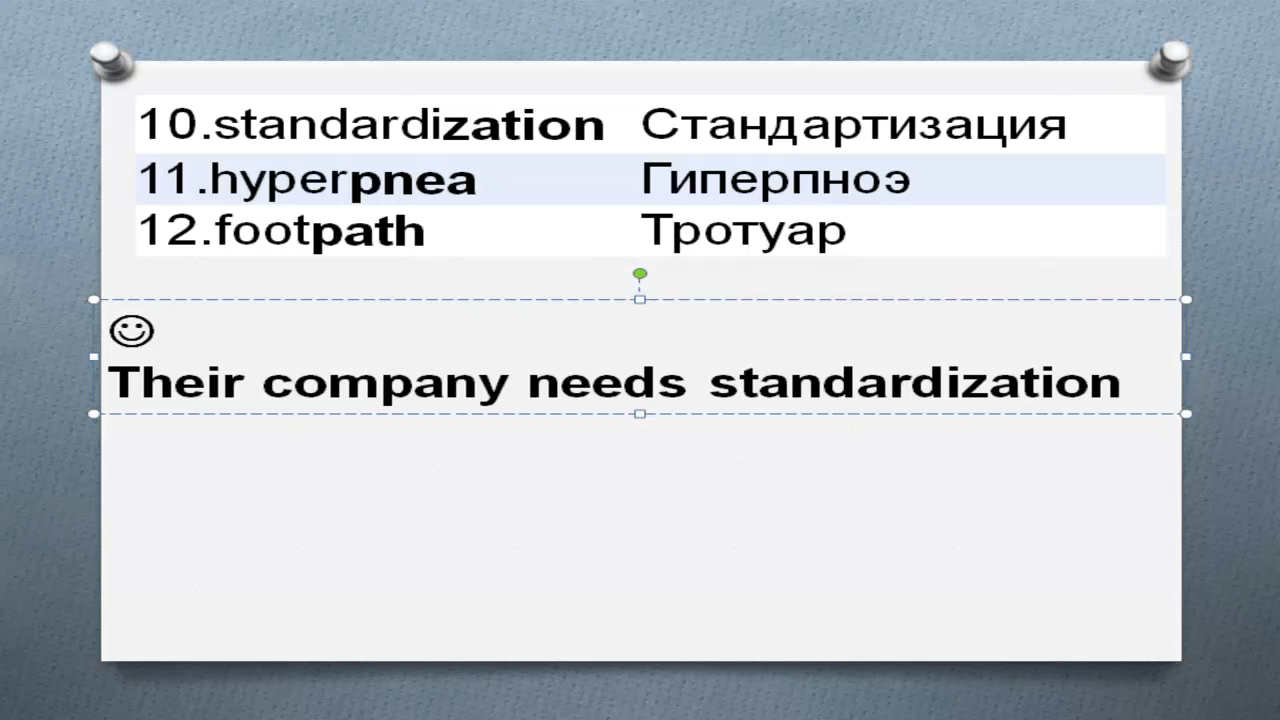 10.standardization Стандартизация
11.hyperpnea Гиперпноэ
12.footpath Тротуар
☺
Their company needs standardization